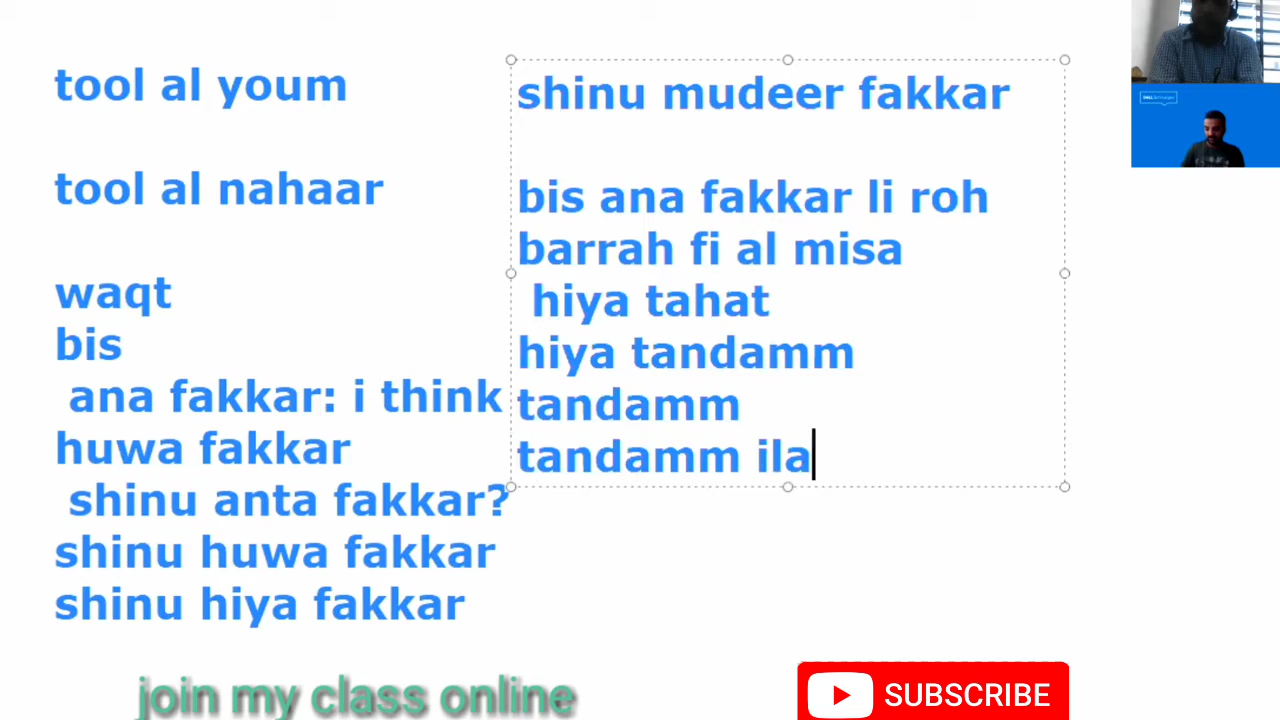 tool al youm
tool al nahaar
waqt
bis
ana fakkar: i think
huwa fakkar
shinu anta fakkar?
shinu huwa fakkar
shinu hiya fakkar
shinu mudeer fakkar
bis ana fakkar li roh
barrah fi al misa
hiya tahat
hiya tandamm
tandamm
tandamm ila
join my class online
SUBSCRIBE